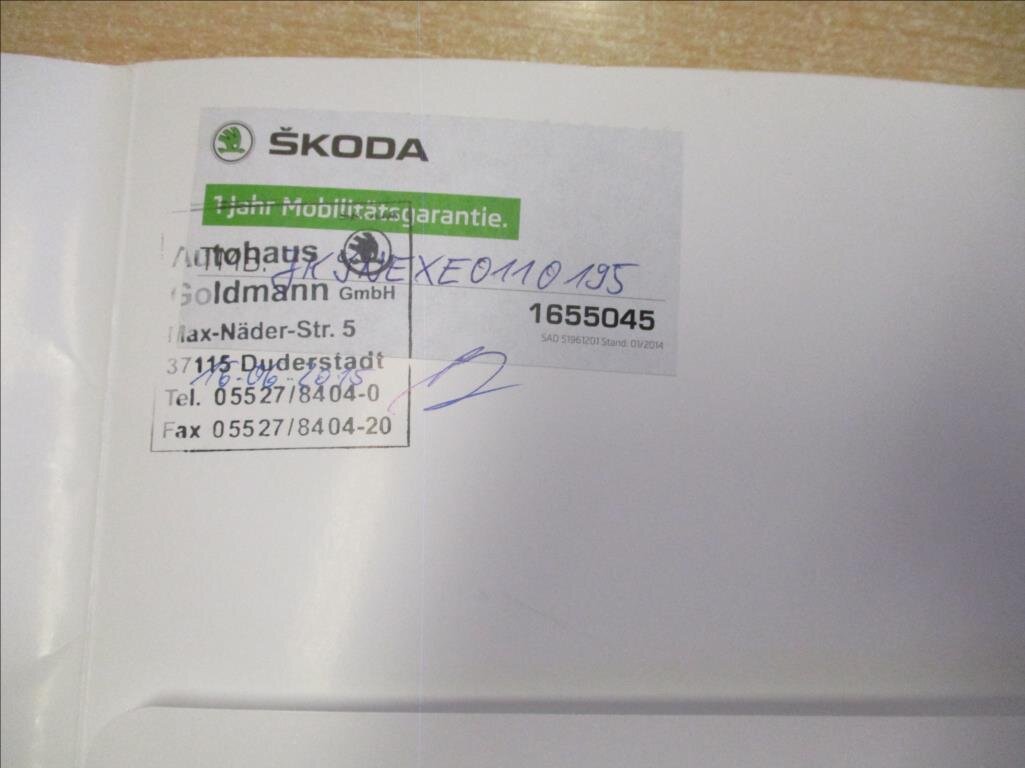 ŠKODA
1 Jahr Mobilitätsgarantie.
Autohaus
TMB.
Goldmann GmbH
1655045
SAD 51961201 Stand: 01/2014
Max-Näder-Str. 5
37115 Duderstadt
16.06.2015
Tel. 05527/8404-0
Fax 05527/8404-20